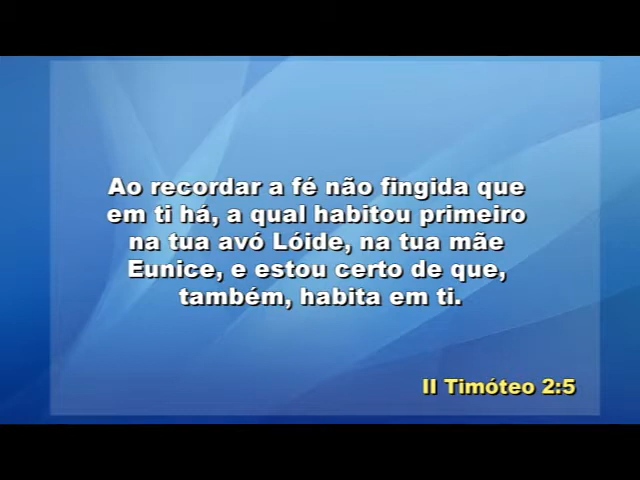 Ao recordar a fé não fingida que
em ti há, a qual habitou primeiro
na tua avó Lóide, na tua mãe
Eunice, e estou certo de que,
também, habita em ti.
II Timóteo 2:5